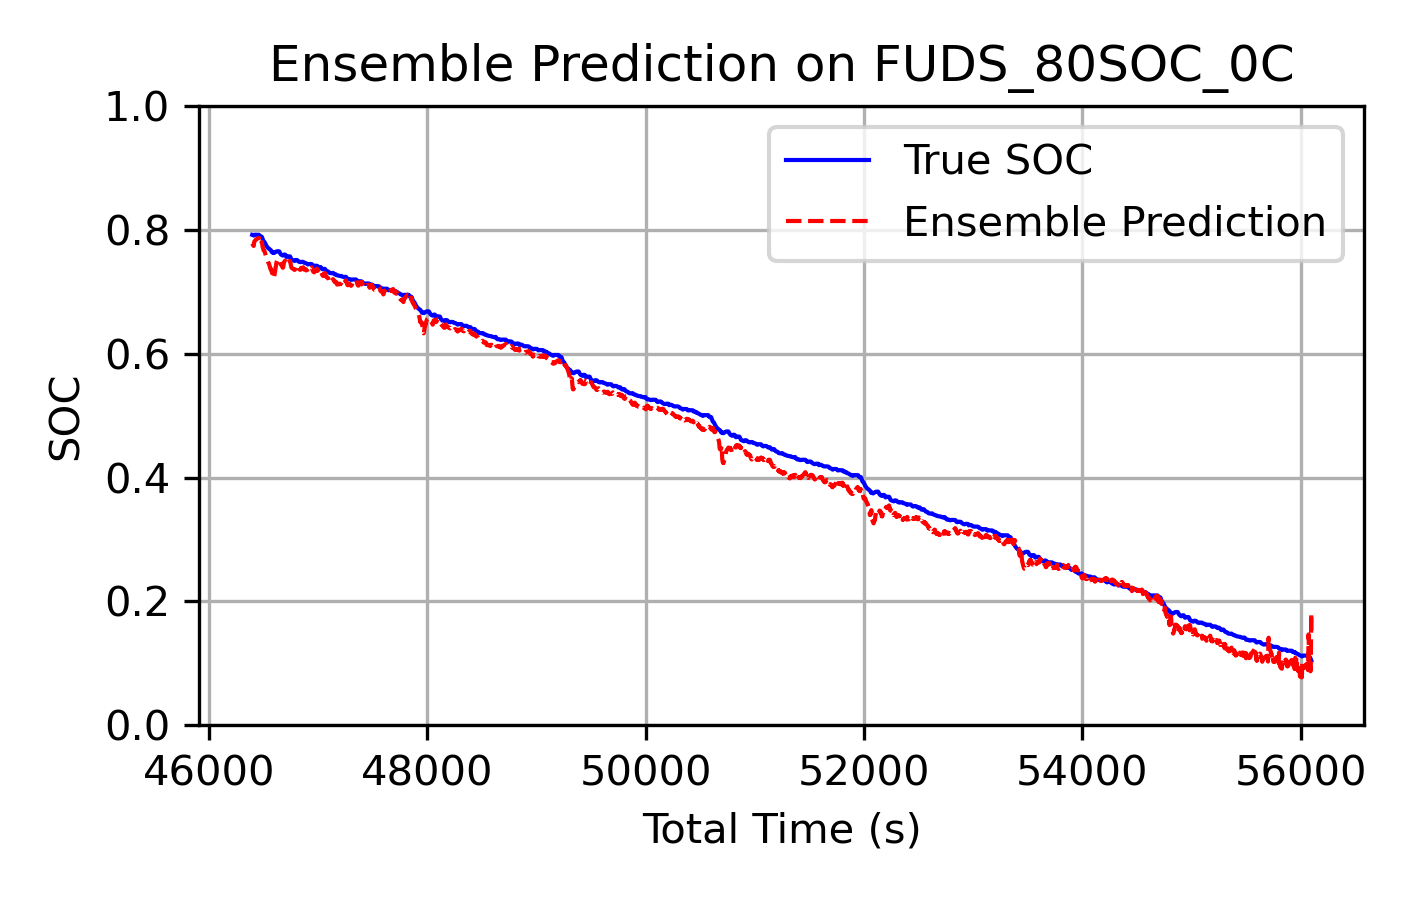 Ensemble Prediction on FUDS_80SOC_0C
True SOC
Ensemble Prediction
1.0
0.8
0.6
0.4
0.2
0.0
SOC
46000 48000 50000 52000 54000 56000
Total Time (s)